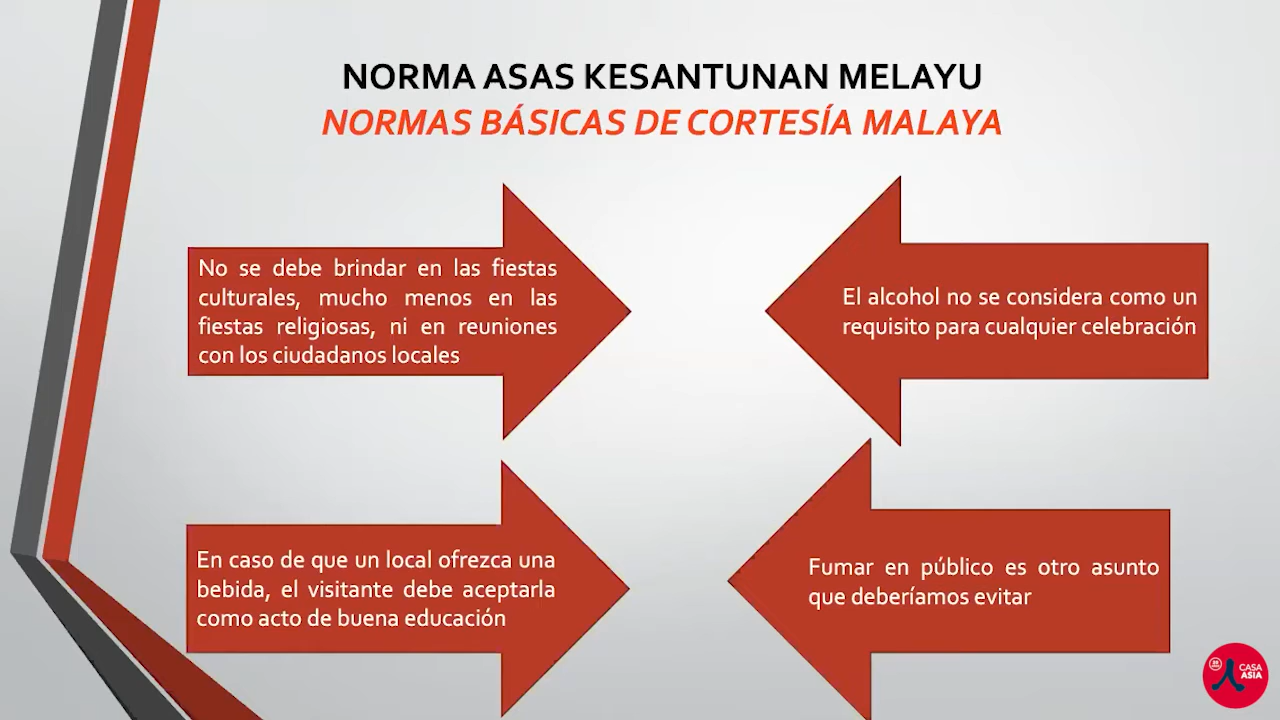 NORMA ASAS KESANTUNAN MELAYU
NORMAS BÁSICAS DE CORTESÍA MALAYA
No se debe brindar en las fiestas
culturales, mucho menos en las
fiestas religiosas, ni en reuniones
con los ciudadanos locales
El alcohol no se considera como un
requisito para cualquier celebración
En caso de que un local ofrezca una
bebida, el visitante debe aceptarla
como acto de buena educación
Fumar en público es otro asunto
que deberíamos evitar
CASA
ASIA